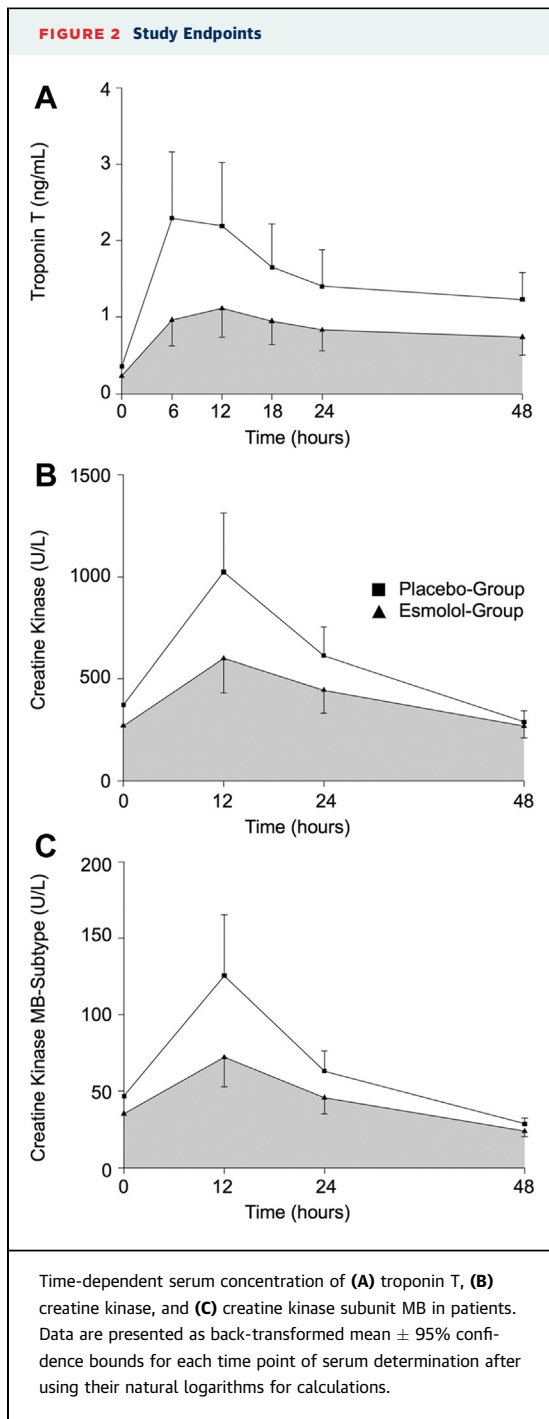 FIGURE 2 Study Endpoints
A
Troponin T (ng/mL)
4
3
2
1
0
0 6 12 18 24 48
Time (hours)
B
Creatine Kinase (U/L)
1500
1000
500
0
Placebo-Group
Esmolol-Group
0 12 24 48
Time (hours)
C
Creatine Kinase MB-Subtype (U/L)
200
150
100
50
0
0 12 24 48
Time (hours)
Time-dependent serum concentration of (A) troponin T, (B)
creatine kinase, and (C) creatine kinase subunit MB in patients.
Data are presented as back-transformed mean ± 95% confi-
dence bounds for each time point of serum determination after
using their natural logarithms for calculations.